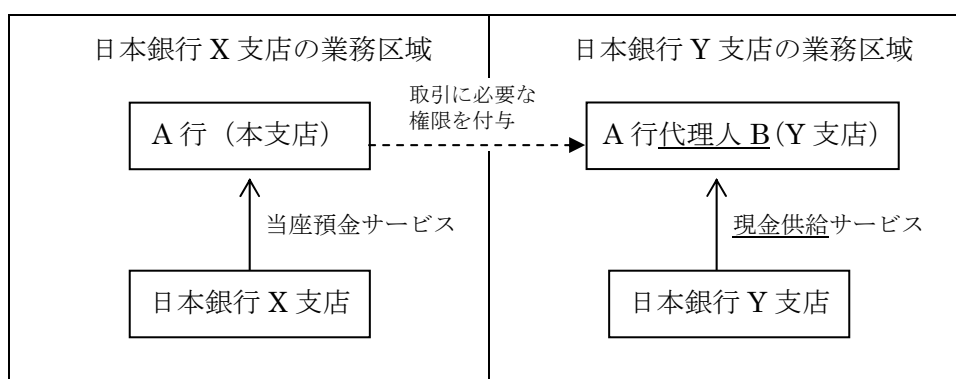 日本銀行 X 支店の業務区域
日本銀行 Y 支店の業務区域
取引に必要な
権限を付与
A 行（本支店）
A 行代理人 B（Y 支店）
当座預金サービス
現金供給サービス
日本銀行 X 支店
日本銀行 Y 支店